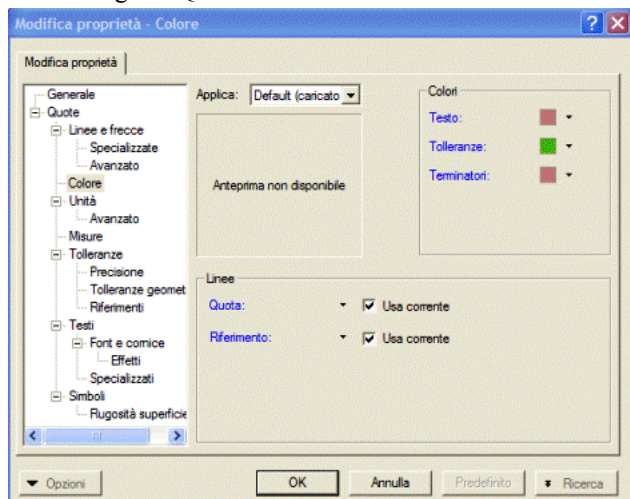 Modifica proprietà - Colore
Modifica proprietà
Generale
Quote
Linee e frecce
Specializzate
Avanzato
Colore
Unità
Avanzato
Misure
Tolleranze
Precisione
Tolleranze geomet
Riferimenti
Testi
Font e cornice
Effetti
Specializzati
Simboli
Rugosità superficie
Applica: Default (caricato
Anteprima non disponibile
Colori
Testo:
Tolleranze:
Terminatori:
Linee
Quota: Usa corrente
Riferimento: Usa corrente
Opzioni OK Annulla Predefinito Ricerca